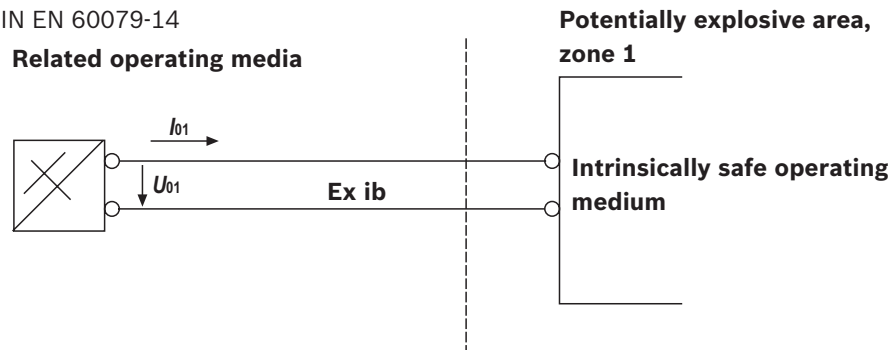 IN EN 60079-14
Related operating media
Potentially explosive area,
zone 1
I01
U01
Ex ib
Intrinsically safe operating
medium